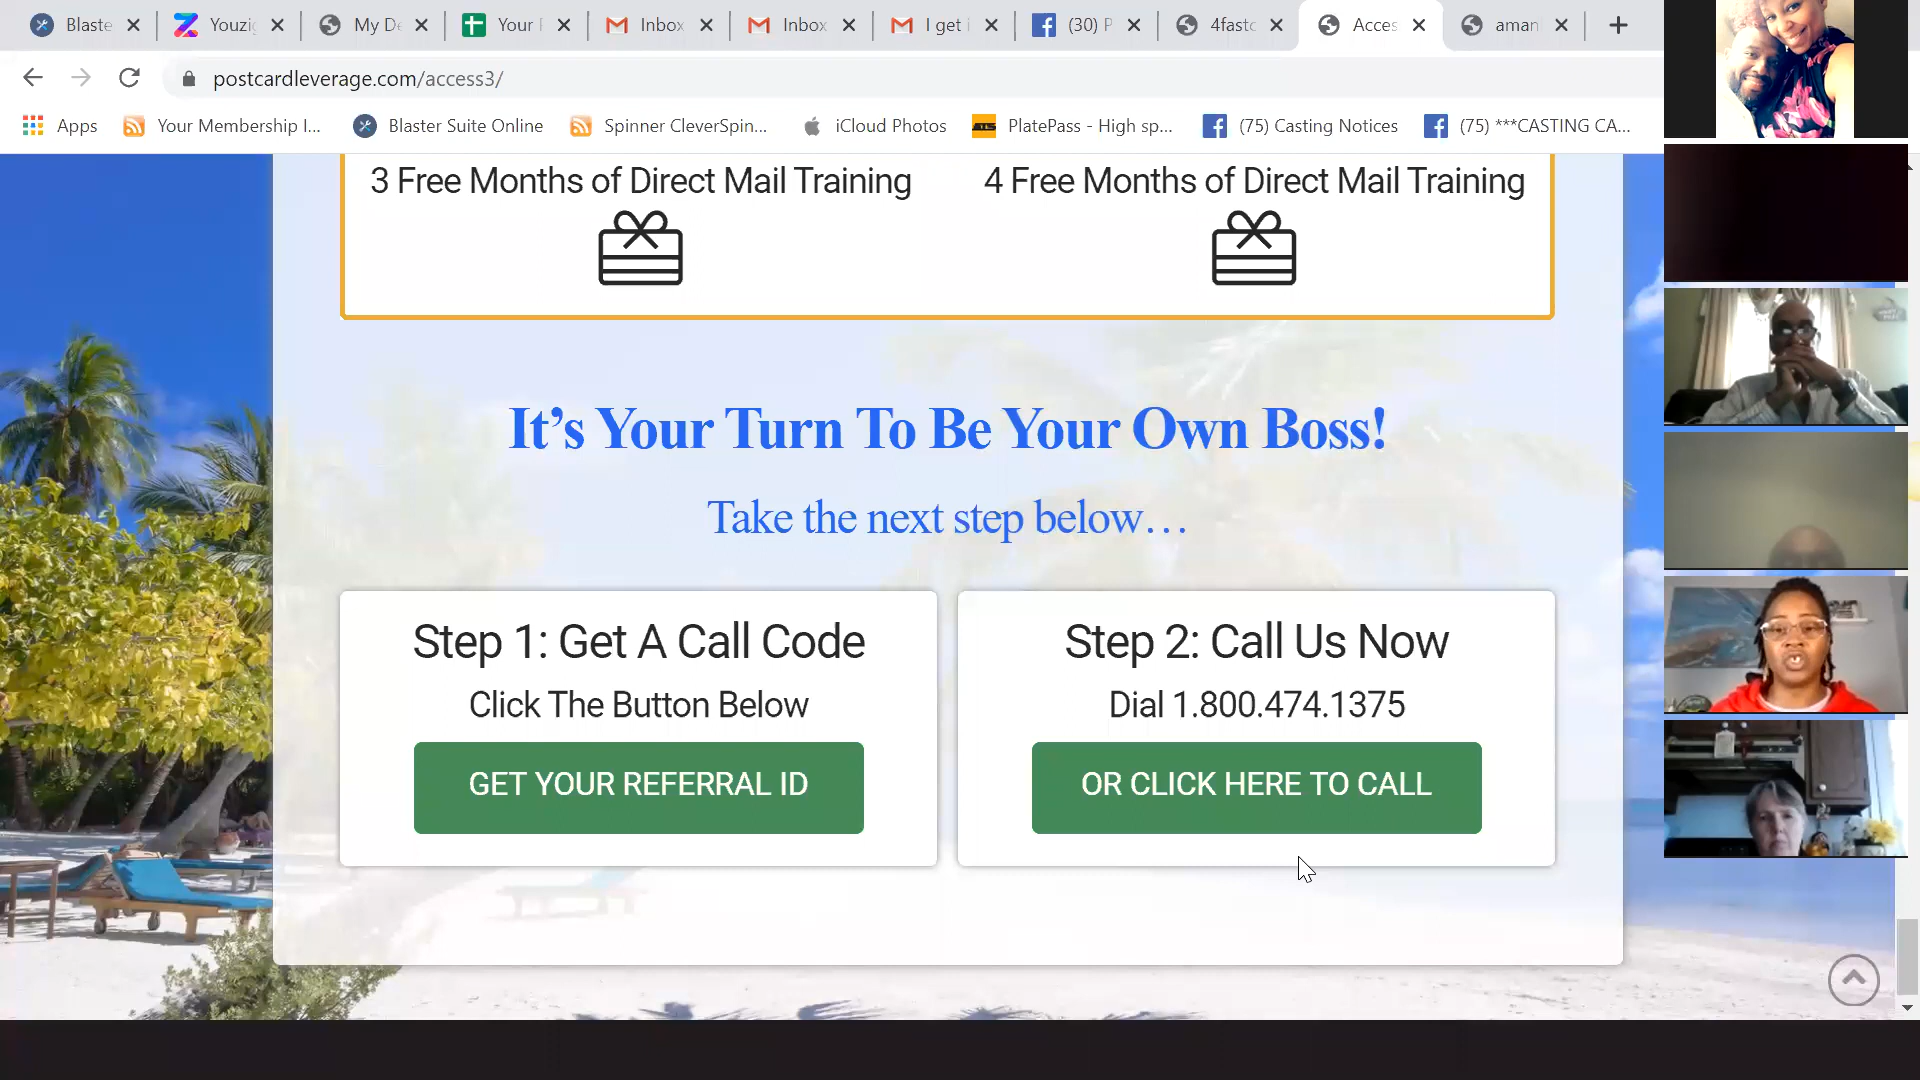 Blaste
Youzig
My De
Your
Inbox
Inbox
I get i
(30) P
4fastc
Acces
aman
postcardleverage.com/access3/
Apps
Your Membership I...
Blaster Suite Online
Spinner CleverSpin...
iCloud Photos
PlatePass - High sp...
(75) Casting Notices
(75) ***CASTING CA...
3 Free Months of Direct Mail Training
4 Free Months of Direct Mail Training
It's Your Turn To Be Your Own Boss!
Take the next step below…
Step 1: Get A Call Code
Click The Button Below
GET YOUR REFERRAL ID
Step 2: Call Us Now
Dial 1.800.474.1375
OR CLICK HERE TO CALL